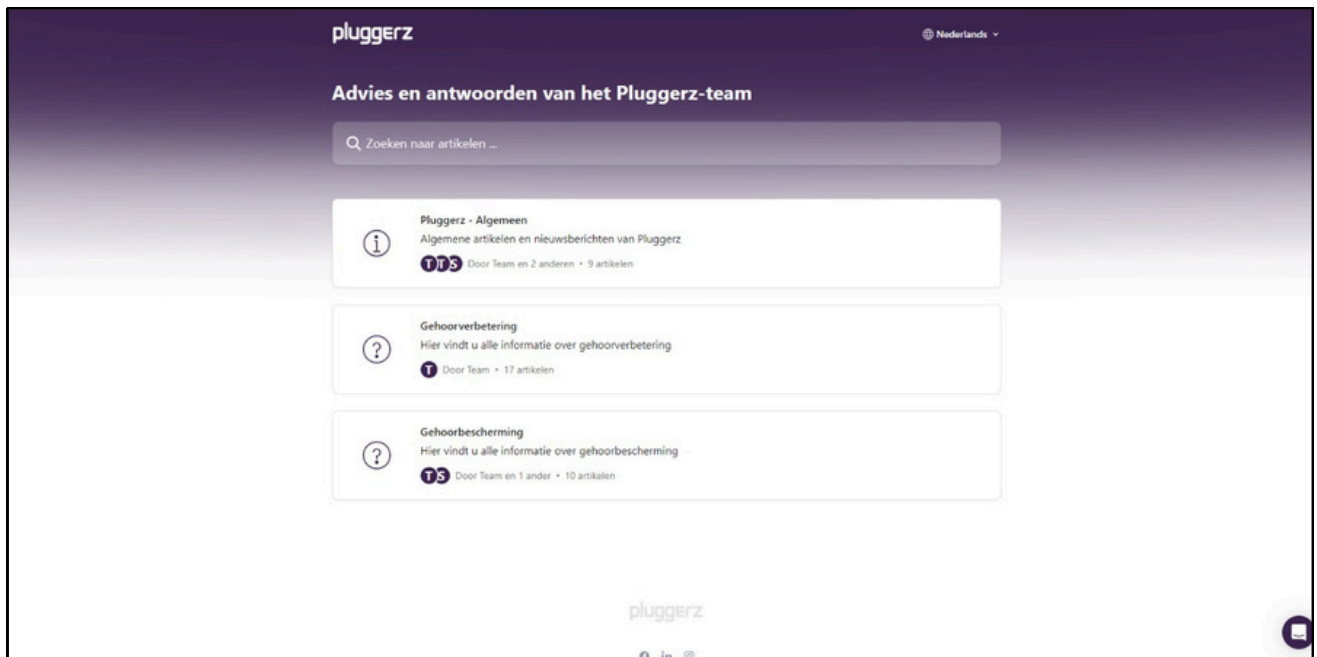 pluggerz
Nederlands
Advies en antwoorden van het Pluggerz-team
Zoeken naar artikelen ...
Pluggerz - Algemeen
Algemene artikelen en nieuwsberichten van Pluggerz
TTS Door Team en 2 anderen • 9 artikelen
Gehoorverbetering
Hier vindt u alle informatie over gehoorverbetering
T Door Team • 17 artikelen
Gehoorbescherming
Hier vindt u alle informatie over gehoorbescherming
TS Door Team en 1 ander • 10 artikelen
pluggerz